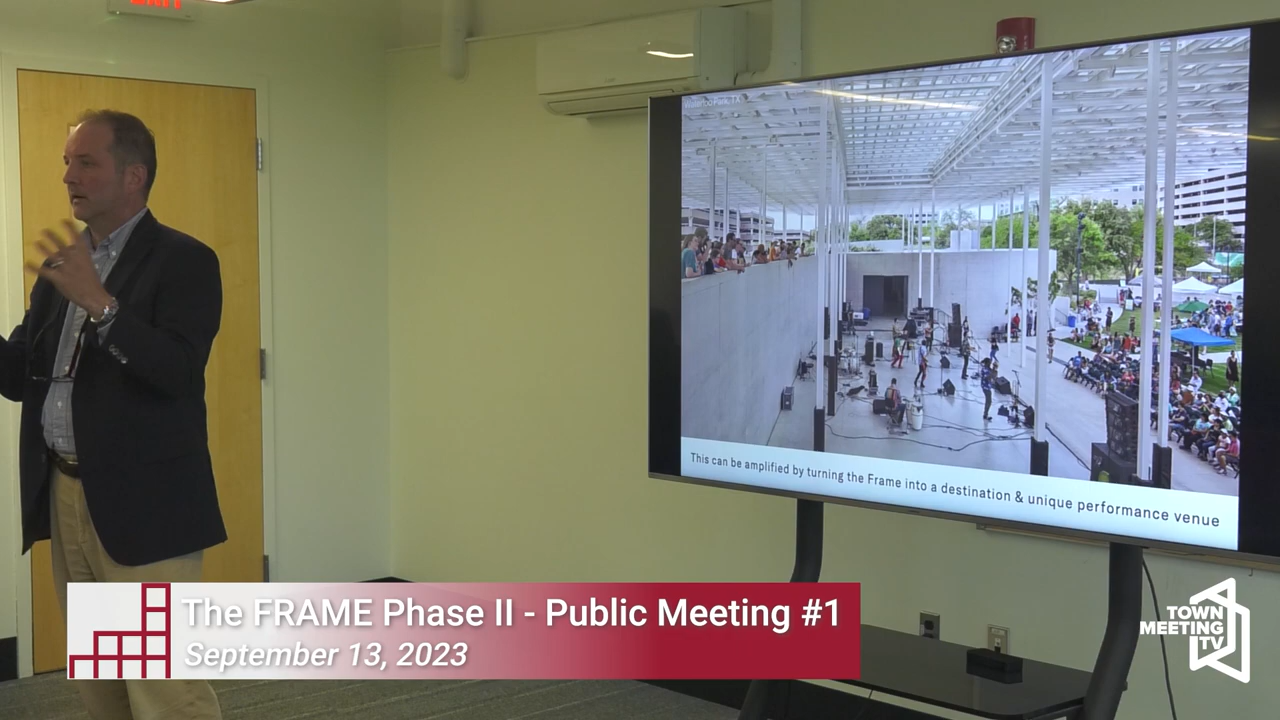 EXIT
Waterloo Park, TX
This can be amplified by turning the Frame into a destination & unique performance venue
The FRAME Phase II - Public Meeting #1
September 13, 2023
TOWN
MEETING
TV